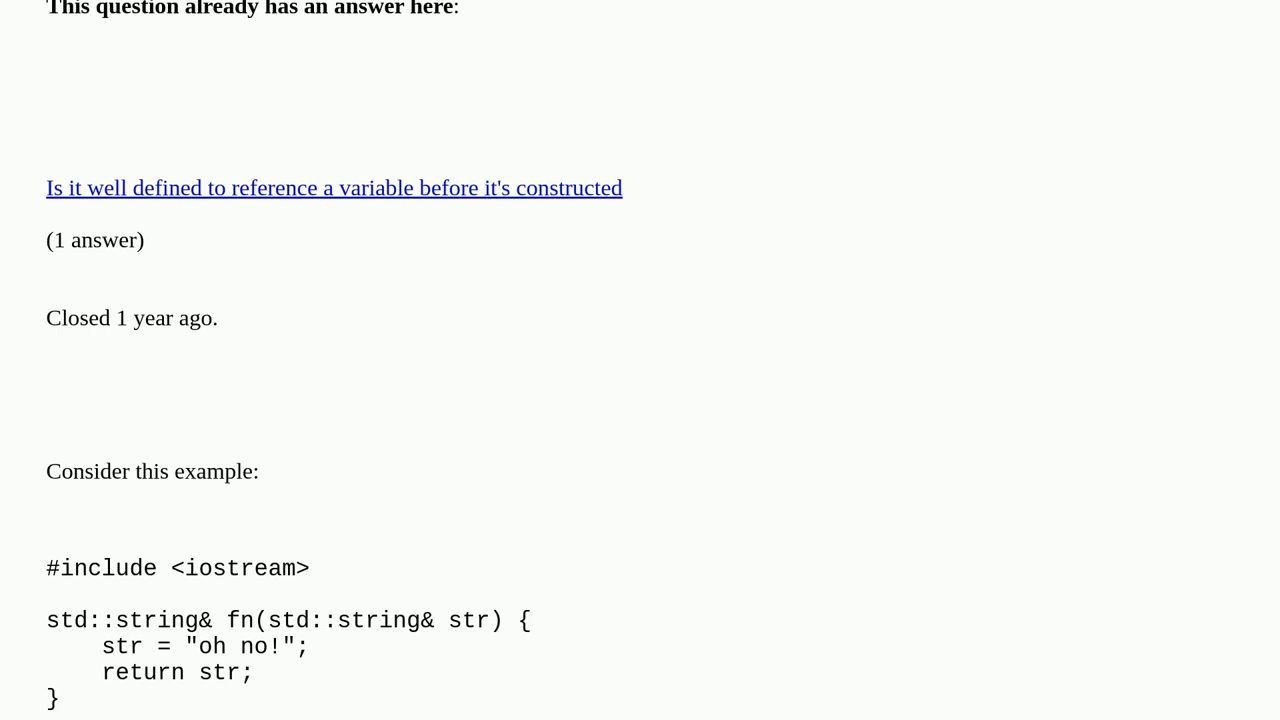 This question already has an answer here:
Is it well defined to reference a variable before it's constructed
(1 answer)
Closed 1 year ago.
Consider this example:
#include <iostream>
std::string& fn(std::string& str) {
    str = "oh no!";
    return str;
}